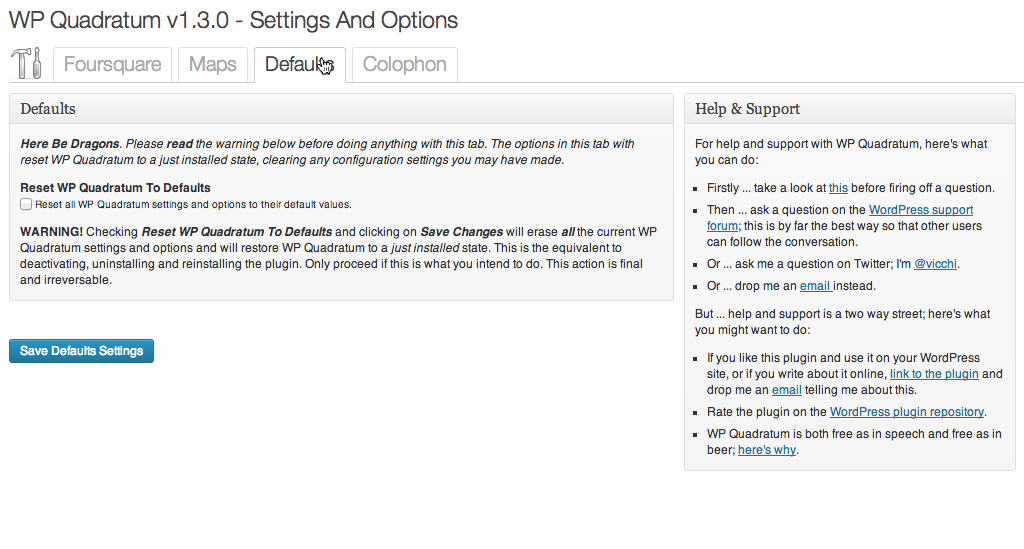 WP Quadratum v1.3.0 - Settings And Options
Foursquare
Maps
Defaults
Colophon
Defaults
Here Be Dragons. Please read the warning below before doing anything with this tab. The options in this tab with
reset WP Quadratum to a just installed state, clearing any configuration settings you may have made.
Reset WP Quadratum To Defaults
Reset all WP Quadratum settings and options to their default values.
WARNING! Checking Reset WP Quadratum To Defaults and clicking on Save Changes will erase all the current WP
Quadratum settings and options and will restore WP Quadratum to a just installed state. This is the equivalent to
deactivating, uninstalling and reinstalling the plugin. Only proceed if this is what you intend to do. This action is final
and irreversable.
Save Defaults Settings
Help & Support
For help and support with WP Quadratum, here's what
you can do:
Firstly ... take a look at this before firing off a question.
Then ... ask a question on the WordPress support
forum; this is by far the best way so that other users
can follow the conversation.
Or ... ask me a question on Twitter; I'm @vicchi.
Or ... drop me an email instead.
But ... help and support is a two way street; here's what
you might want to do:
If you like this plugin and use it on your WordPress
site, or if you write about it online, link to the plugin and
drop me an email telling me about this.
Rate the plugin on the WordPress plugin repository.
WP Quadratum is both free as in speech and free as in
beer; here's why.